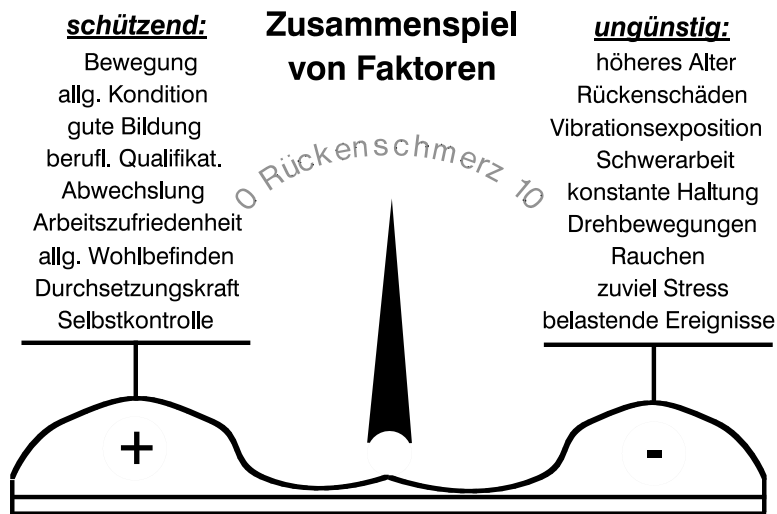 Zusammenspiel
von Faktoren
schützend:
Bewegung
allg. Kondition
gute Bildung
berufl. Qualifikat.
Abwechslung
Arbeitszufriedenheit
allg. Wohlbefinden
Durchsetzungskraft
Selbstkontrolle
0 Rückenschmerz 10
ungünstig:
höheres Alter
Rückenschäden
Vibrationsexposition
Schwerarbeit
konstante Haltung
Drehbewegungen
Rauchen
zuviel Stress
belastende Ereignisse
+
-